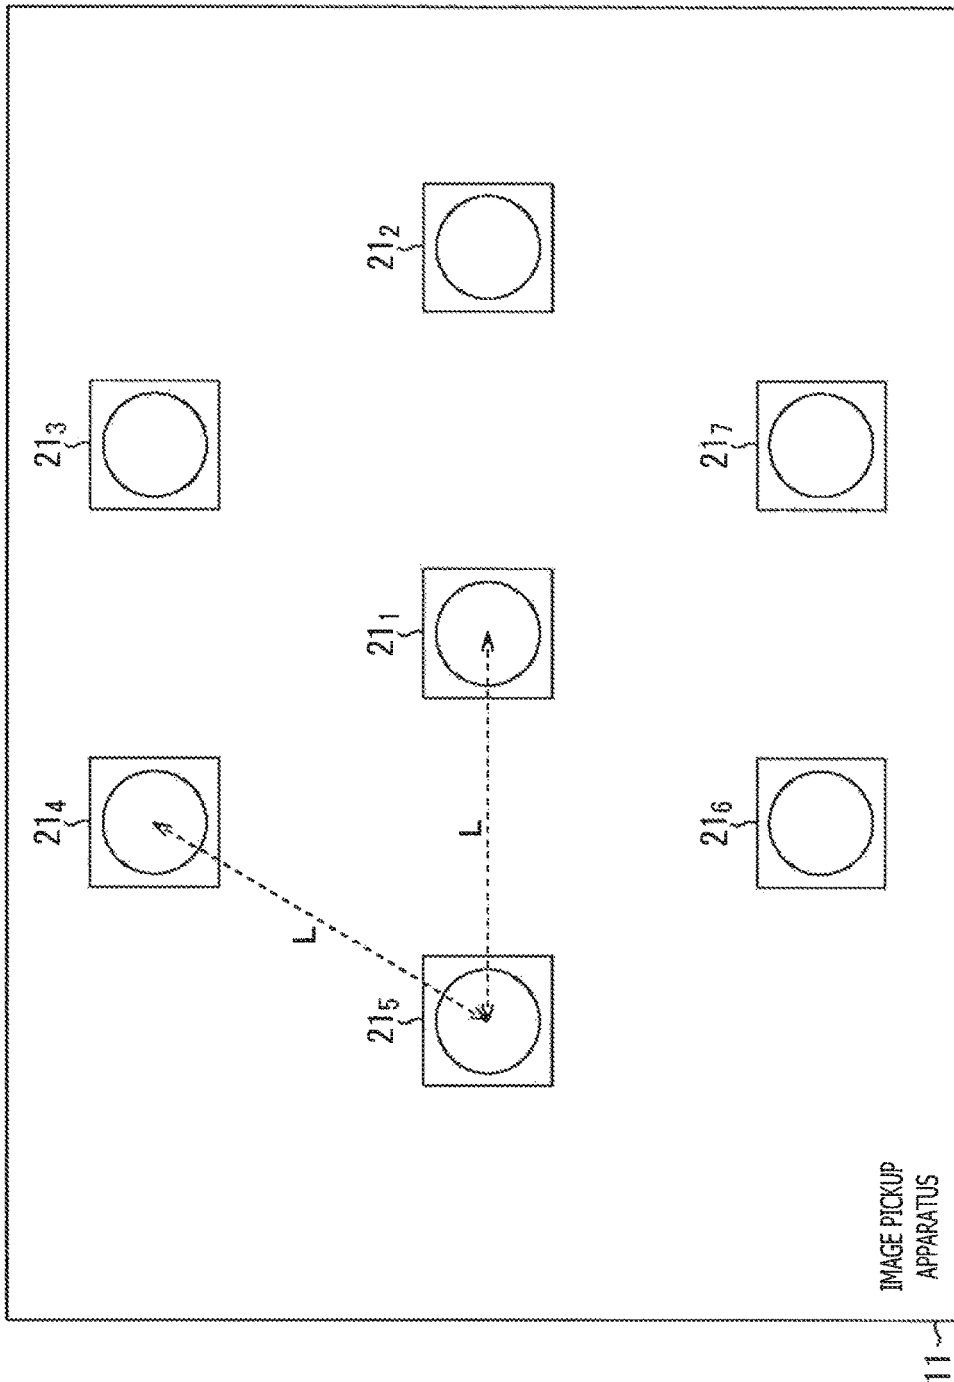 21₄ 21₃
L
21₅ 21₁ 21₂
L
21₆ 21₇
IMAGE PICKUP
APPARATUS
11